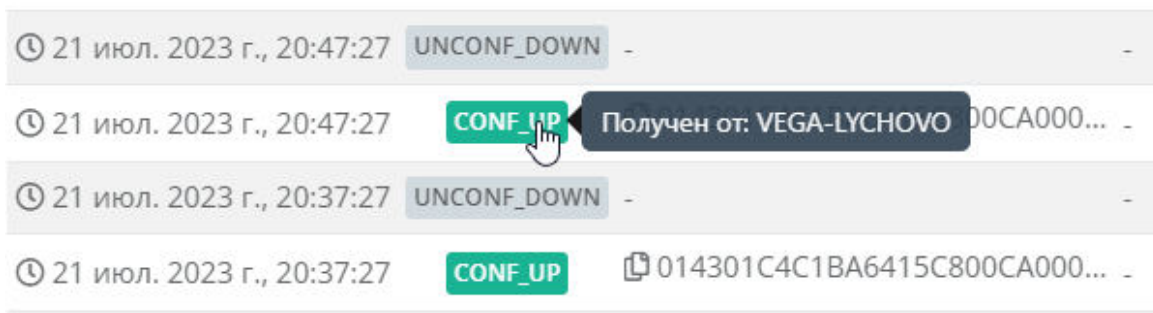 21 июл. 2023 г., 20:47:27 UNCONF_DOWN - -
21 июл. 2023 г., 20:47:27 CONF_UP Получен от: VEGA-LYCHOVO 00CA000... -
21 июл. 2023 г., 20:37:27 UNCONF_DOWN - -
21 июл. 2023 г., 20:37:27 CONF_UP 014301C4C1BA6415C800CA000... -